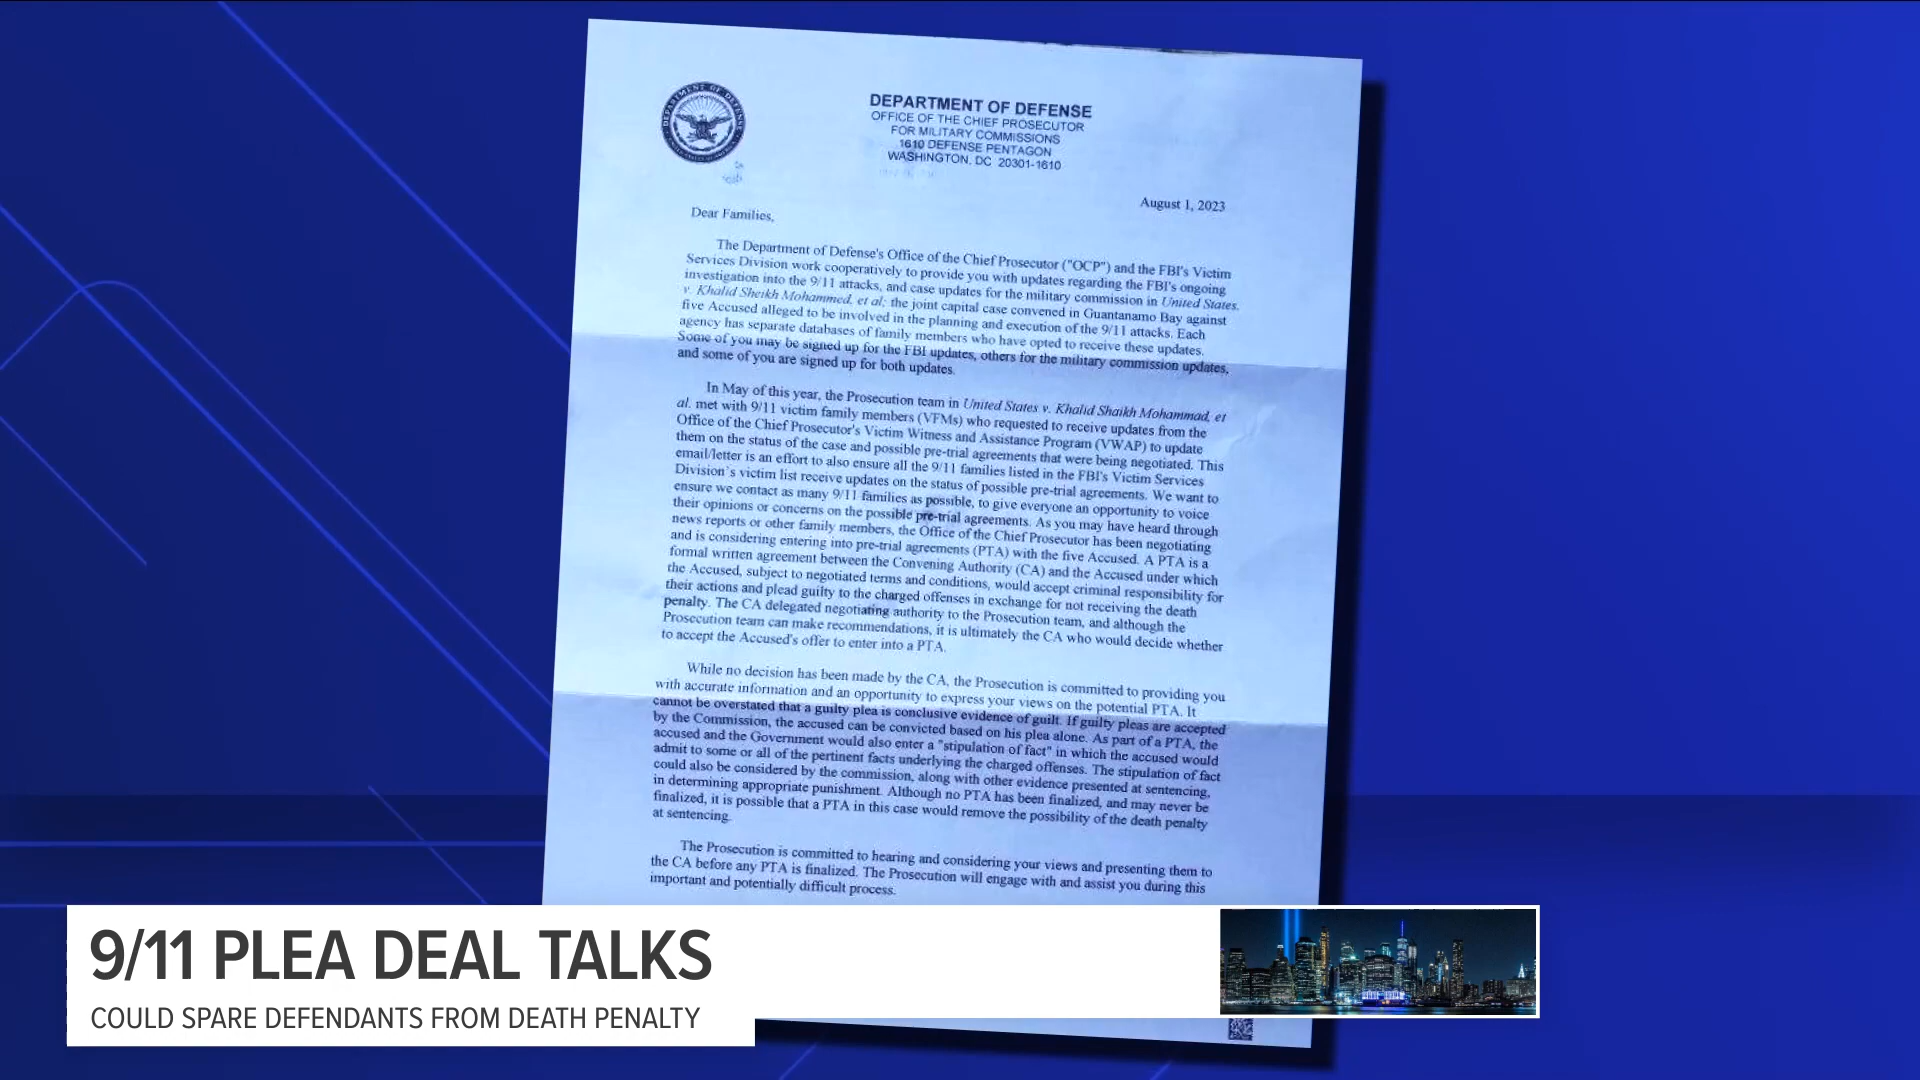 DEPARTMENT OF DEFENSE
DEPARTMENT OF DEFENSE
OFFICE OF THE CHIEF PROSECUTOR
FOR MILITARY COMMISSIONS
1610 DEFENSE PENTAGON
WASHINGTON, DC 20301-1610
August 1, 2023
Dear Families,
The Department of Defense's Office of the Chief Prosecutor ("OCP") and the FBI's Victim
Services Division work cooperatively to provide you with updates regarding the FBI's ongoing
investigation into the 9/11 attacks, and case updates for the military commission in United States.
v. Khalid Sheikh Mohammed, et al; the joint capital case convened in Guantanamo Bay against
five Accused alleged to be involved in the planning and execution of the 9/11 attacks. Each
agency has separate databases of family members who have opted to receive these updates.
Some of you may be signed up for the FBI updates, others for the military commission updates,
and some of you are signed up for both updates.
In May of this year, the Prosecution team in United States v. Khalid Shaikh Mohammad, et
al. met with 9/11 victim family members (VFMs) who requested to receive updates from the
Office of the Chief Prosecutor's Victim Witness and Assistance Program (VWAP) to update
them on the status of the case and possible pre-trial agreements that were being negotiated. This
email/letter is an effort to also ensure all the 9/11 families listed in the FBI's Victim Services
Division's victim list receive updates on the status of possible pre-trial agreements. We want to
ensure we contact as many 9/11 families as possible, to give everyone an opportunity to voice
their opinions or concerns on the possible pre-trial agreements. As you may have heard through
news reports or other family members, the Office of the Chief Prosecutor has been negotiating
and is considering entering into pre-trial agreements (PTA) with the five Accused. A PTA is a
formal written agreement between the Convening Authority (CA) and the Accused under which
the Accused, subject to negotiated terms and conditions, would accept criminal responsibility for
their actions and plead guilty to the charged offenses in exchange for not receiving the death
penalty. The CA delegated negotiating authority to the Prosecution team, and although the
Prosecution team can make recommendations, it is ultimately the CA who would decide whether
to accept the Accused's offer to enter into a PTA.
While no decision has been made by the CA, the Prosecution is committed to providing you
with accurate information and an opportunity to express your views on the potential PTA. It
cannot be overstated that a guilty plea is conclusive evidence of guilt. If guilty pleas are accepted
by the Commission, the accused can be convicted based on his plea alone. As part of a PTA, the
accused and the Government would also enter a "stipulation of fact" in which the accused would
admit to some or all of the pertinent facts underlying the charged offenses. The stipulation of fact
could also be considered by the commission, along with other evidence presented at sentencing,
in determining appropriate punishment. Although no PTA has been finalized, and may never be
finalized, it is possible that a PTA in this case would remove the possibility of the death penalty
at sentencing.
The Prosecution is committed to hearing and considering your views and presenting them to
the CA before any PTA is finalized. The Prosecution will engage with and assist you during this
important and potentially difficult process.
9/11 PLEA DEAL TALKS
COULD SPARE DEFENDANTS FROM DEATH PENALTY